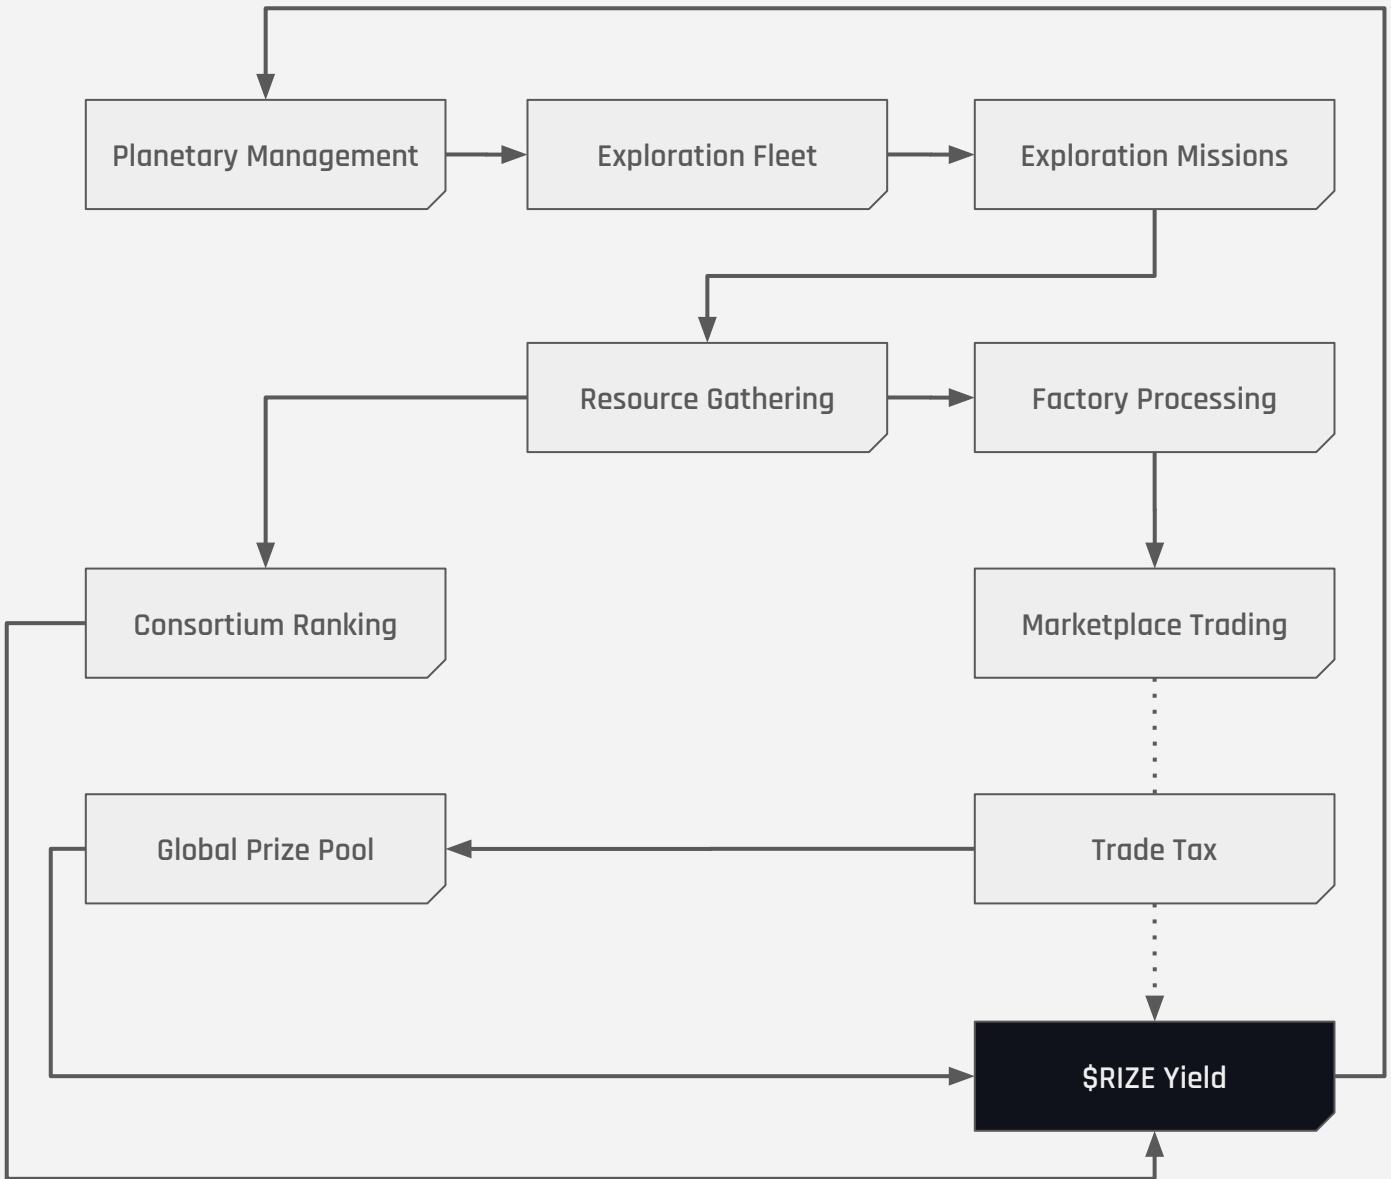 Planetary Management
Exploration Fleet
Exploration Missions
Resource Gathering
Factory Processing
Consortium Ranking
Marketplace Trading
Global Prize Pool
Trade Tax
$RIZE Yield